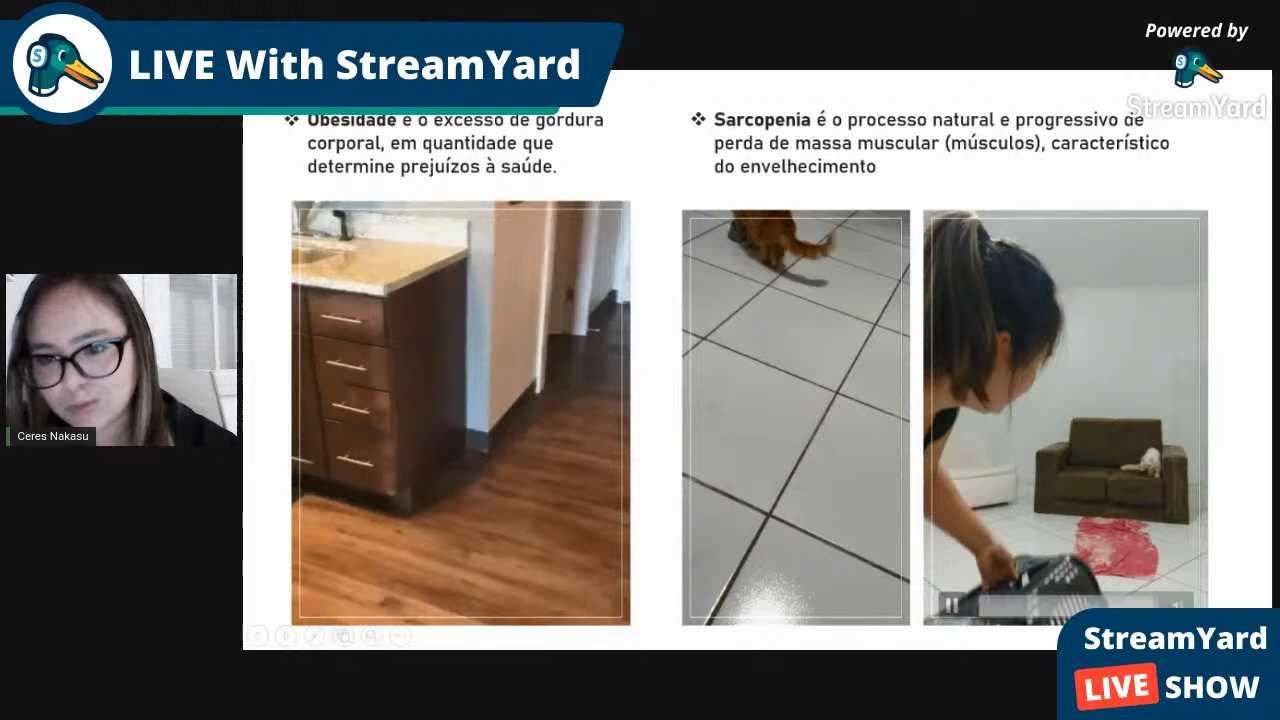 LIVE With StreamYard
Powered by
StreamYard
Obesidade é o excesso de gordura
corporal, em quantidade que
determine prejuízos à saúde.
Sarcopenia é o processo natural e progressivo de
perda de massa muscular (músculos), característico
do envelhecimento
Ceres Nakasu
StreamYard
LIVE SHOW